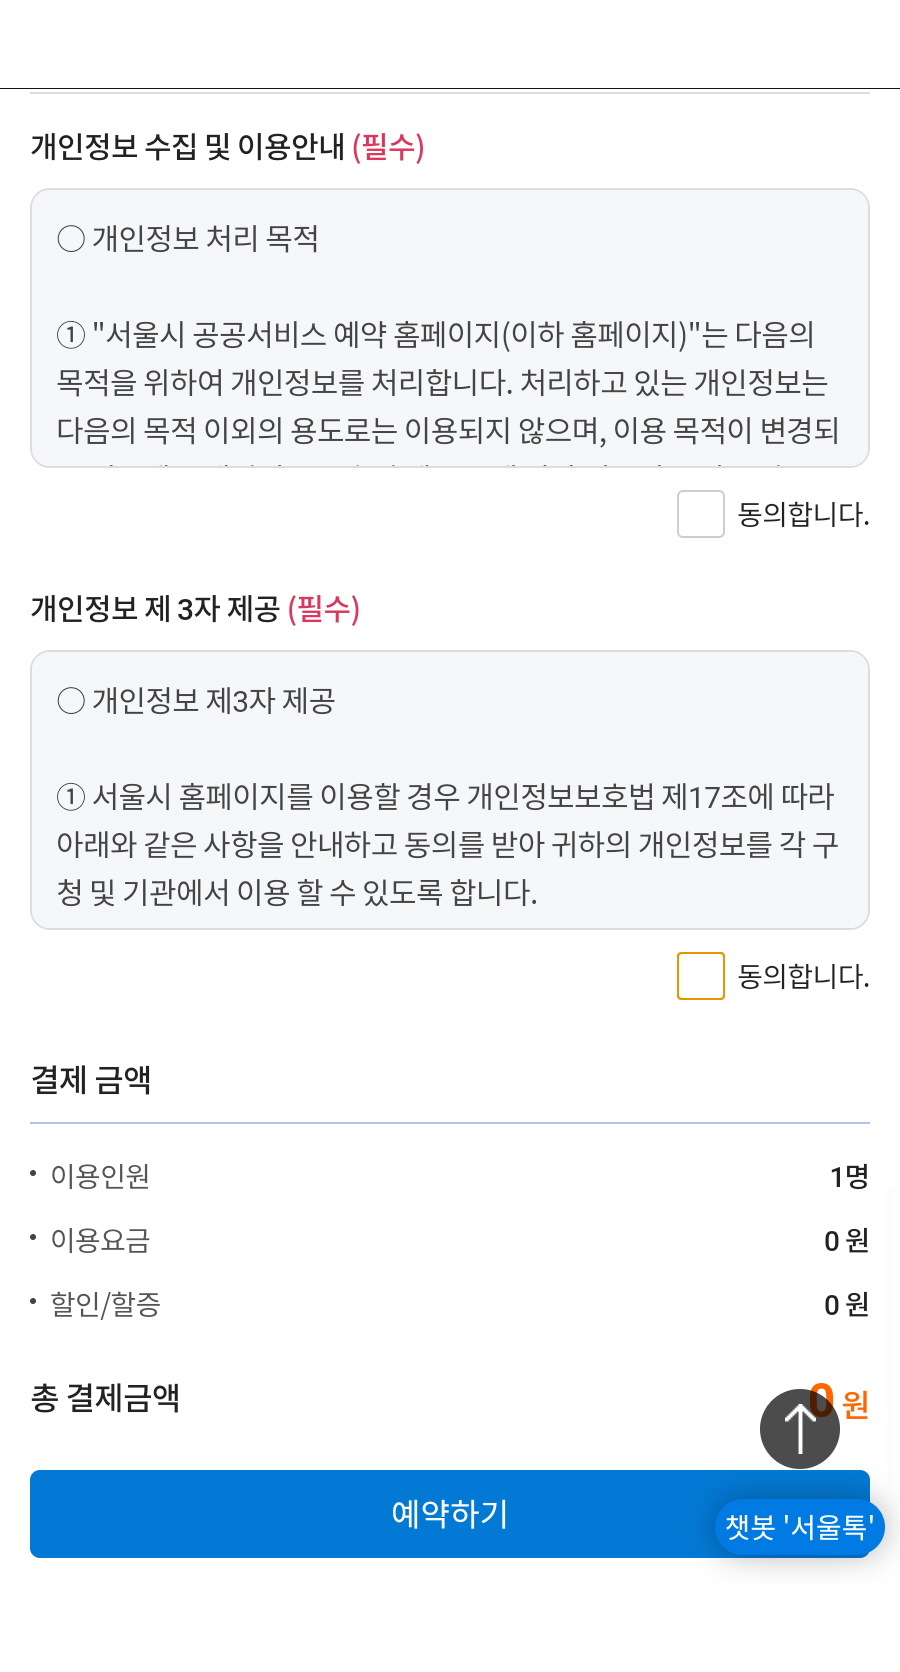 개인정보 수집 및 이용안내 (필수)
○ 개인정보 처리 목적
① "서울시 공공서비스 예약 홈페이지(이하 홈페이지)"는 다음의
목적을 위하여 개인정보를 처리합니다. 처리하고 있는 개인정보는
다음의 목적 이외의 용도로는 이용되지 않으며, 이용 목적이 변경되
동의합니다.
개인정보 제 3자 제공 (필수)
○ 개인정보 제3자 제공
① 서울시 홈페이지를 이용할 경우 개인정보보호법 제17조에 따라
아래와 같은 사항을 안내하고 동의를 받아 귀하의 개인정보를 각 구
청 및 기관에서 이용 할 수 있도록 합니다.
동의합니다.
결제 금액
• 이용인원 1명
• 이용요금 0 원
• 할인/할증 0 원
총 결제금액 0 원
예약하기
챗봇 '서울톡'